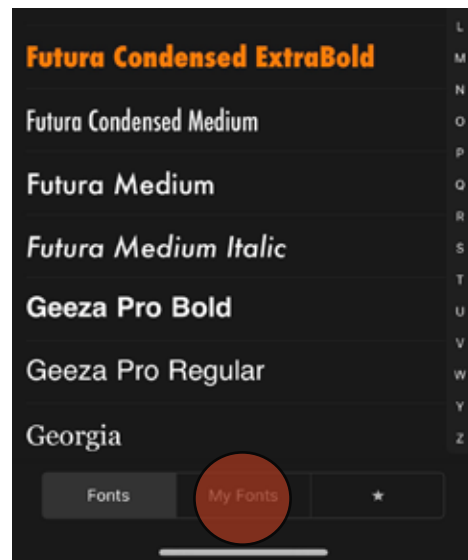 Futura Condensed ExtraBold
Futura Condensed Medium
Futura Medium
Futura Medium Italic
Geeza Pro Bold
Geeza Pro Regular
Georgia
L
M
N
O
P
Q
R
S
T
U
V
W
Y
Z
Fonts My Fonts ★